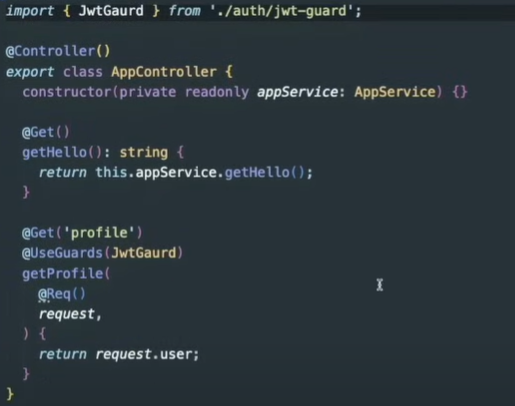 import { JwtGaurd } from './auth/jwt-guard';
@Controller()
export class AppController {
constructor(private readonly appService: AppService) {}
@Get()
getHello(): string {
return this.appService.getHello();
}
@Get('profile')
@UseGuards(JwtGaurd)
getProfile(
@Req()
request,
) {
return request.user;
}
}